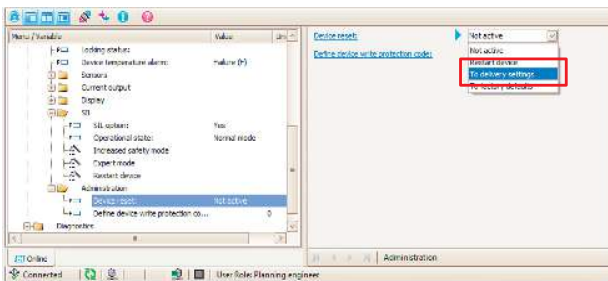 Menu / Variable Value Uni
Locking status:
Device temperature alarm: Failure (F)
Sensors
Current output
Display
SIL
SIL option: Yes
Operational state: Normal mode
Increased safety mode
Expert mode
Restart device
Administration
Device reset: Not active
Define device write protection co... 0
Diagnostics
Online
Connected
User Role: Planning engineer
Device reset: Not active
Define device write protection code:
Not active
Restart device
To delivery settings
To factory defaults
Administration